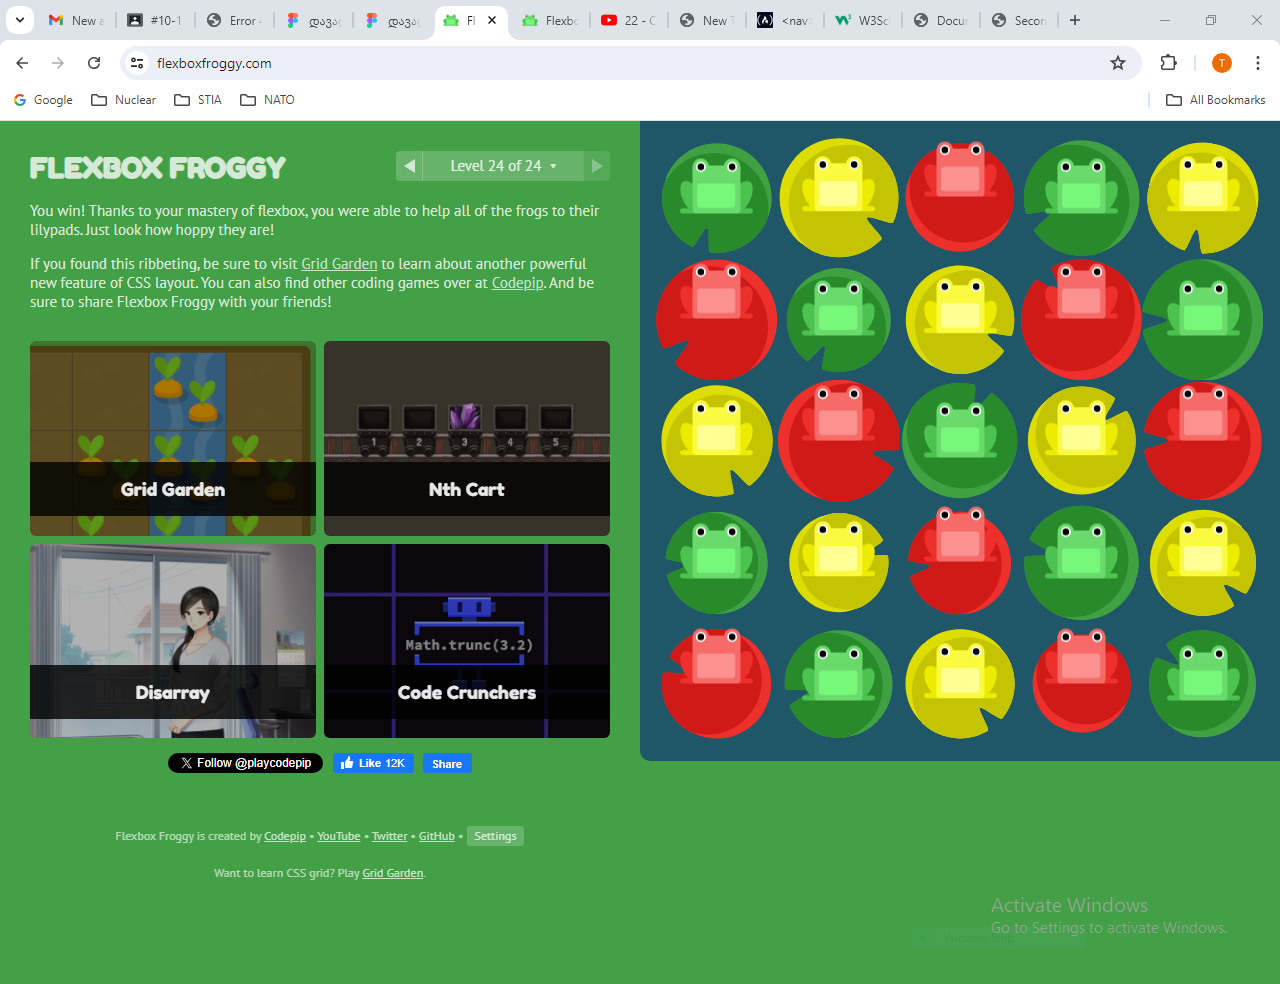 New a
#10-1
Error
დავა
დავა
Fl
Flexb
22 - C
New T
<nav>
W3Sc
Docu
Secon
flexboxfroggy.com
T
Google
Nuclear
STIA
NATO
All Bookmarks
FLEXBOX FROGGY
Level 24 of 24
You win! Thanks to your mastery of flexbox, you were able to help all of the frogs to their
lilypads. Just look how hoppy they are!
If you found this ribbeting, be sure to visit Grid Garden to learn about another powerful
new feature of CSS layout. You can also find other coding games over at Codepip. And be
sure to share Flexbox Froggy with your friends!
Grid Garden
1 2 3 4 5
Nth Cart
Disarray
Math.trunc(3.2)
Code Crunchers
Follow @playcodepip
Like 12K
Share
Flexbox Froggy is created by Codepip • YouTube • Twitter • GitHub • Settings
Want to learn CSS grid? Play Grid Garden.
Activate Windows
Go to Settings to activate Windows.